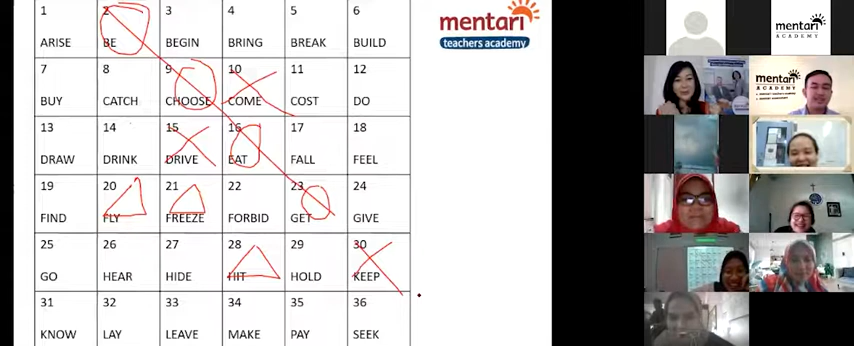 1 2 3 4 5 6
ARISE BE BEGIN BRING BREAK BUILD
7 8 9 10 11 12
BUY CATCH CHOOSE COME COST DO
13 14 15 16 17 18
DRAW DRINK DRIVE EAT FALL FEEL
19 20 21 22 23 24
FIND FLY FREEZE FORBID GET GIVE
25 26 27 28 29 30
GO HEAR HIDE HIT HOLD KEEP
31 32 33 34 35 36
KNOW LAY LEAVE MAKE PAY SEEK
mentari
teachers academy
mentari
ACADEMY
mentari
ACADEMY